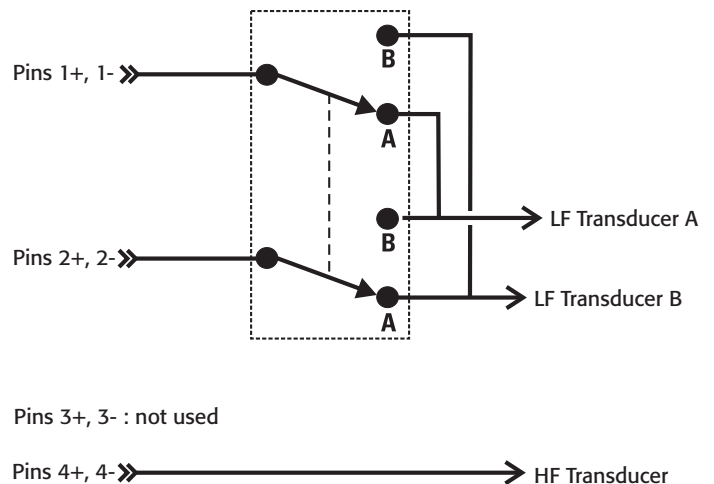 B
Pins 1+, 1-
A
B
LF Transducer A
Pins 2+, 2-
LF Transducer B
A
Pins 3+, 3- : not used
Pins 4+, 4-
HF Transducer